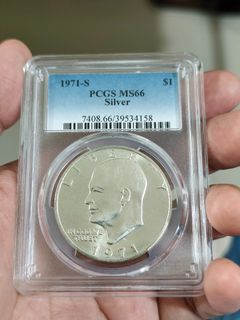 1971-S $1
PCGS MS66
Silver
7408.66/39534158
LIBERTY
IN GOD WE
TRUST
1971